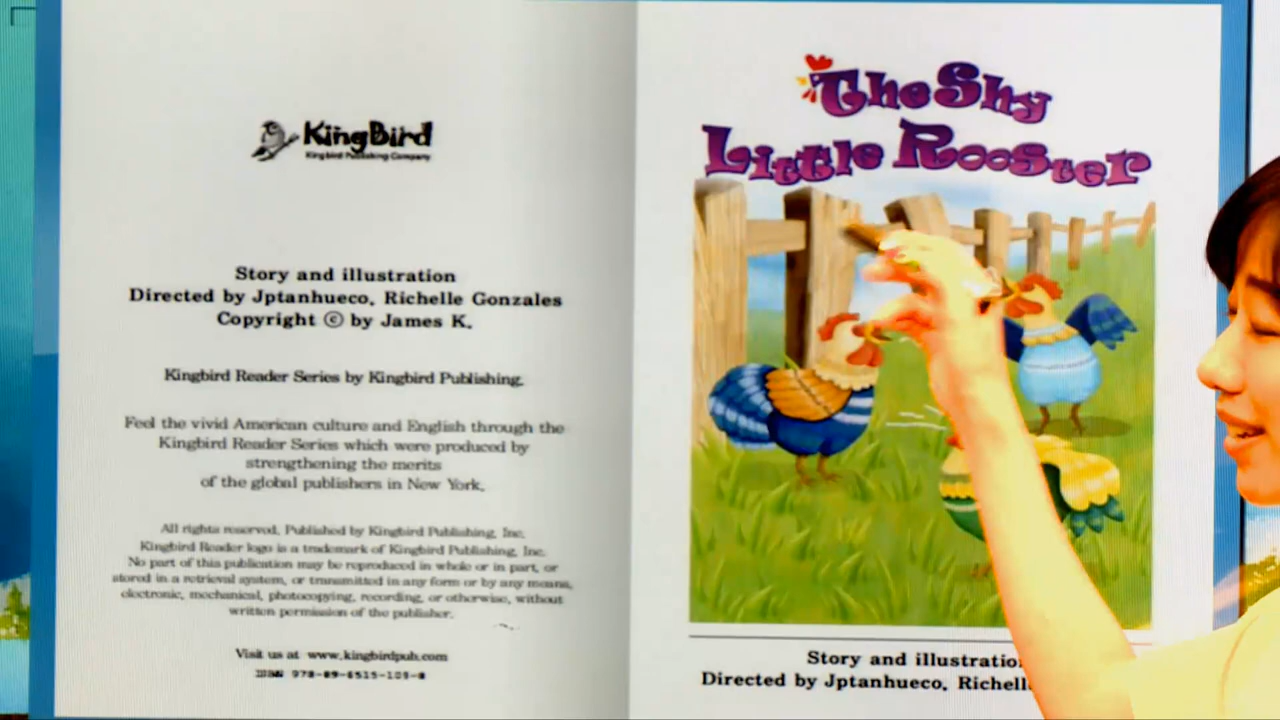 KingBird
Kingbird Publishing Company
Story and illustration
Directed by Jptanhueco, Richelle Gonzales
Copyright ⓒ by James K.
Kingbird Reader Series by Kingbird Publishing.
Feel the vivid American culture and English through the
Kingbird Reader Series which were produced by
strengthening the merits
of the global publishers in New York.
All rights reserved. Published by Kingbird Publishing, Inc.
Kingbird Reader logo is a trademark of Kingbird Publishing, Inc.
No part of this publication may be reproduced in whole or in part, or
stored in a retrieval system, or transmitted in any form or by any means,
electronic, mechanical, photocopying, recording, or otherwise, without
written permission of the publisher.
Visit us at www.kingbirdpub.com
ISBN
The Shy
Little Rooster
Story and illustration
Directed by Jptanhueco, Richell